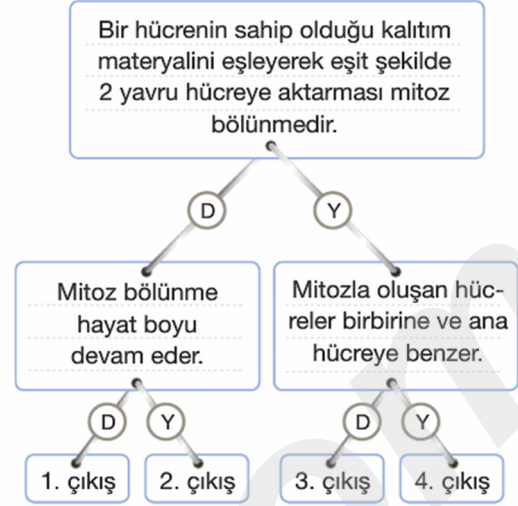 Bir hücrenin sahip olduğu kalıtım
materyalini eşleyerek eşit şekilde
2 yavru hücreye aktarması mitoz
bölünmedir.
D
Y
Mitoz bölünme
hayat boyu
devam eder.
Mitozla oluşan hüc-
reler birbirine ve ana
hücreye benzer.
D
Y
D
Y
1. çıkış
2. çıkış
3. çıkış
4. çıkış